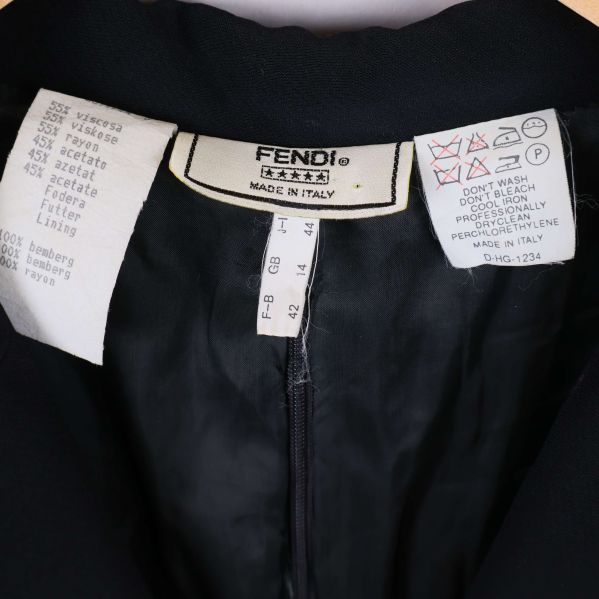 55% viscosa
55% viskose
55% rayon
45% acetato
45% azetat
45% acetate
Fodera
Futter
Lining
100% bemberg
100% bemberg
100% rayon
FENDI®
★★★★★
MADE IN ITALY
J-I 44
GB 14
F-B 42
P
DON'T WASH
DON'T BLEACH
COOL IRON
PROFESSIONALLY
DRYCLEAN
PERCHLORETHYLENE
MADE IN ITALY
D-HG-1234